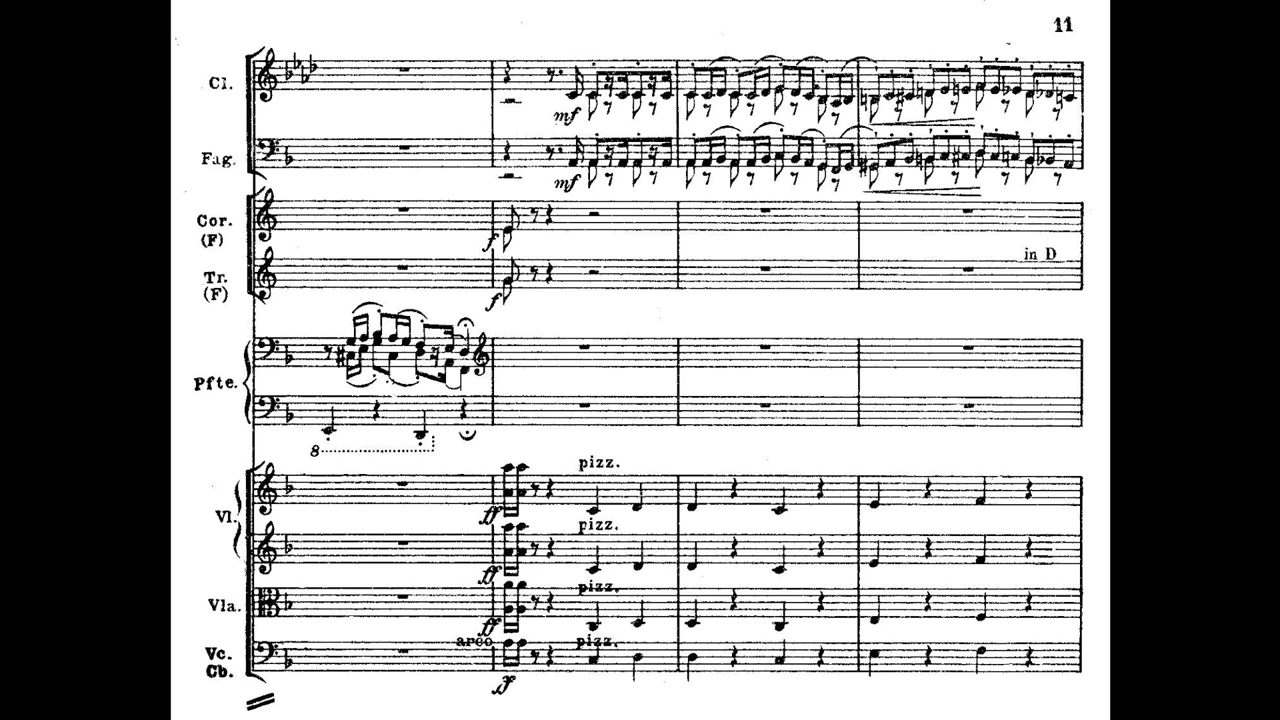 11
Cl.
mf
Fag.
mf
Cor.
(F)
f
in D
Tr.
(F)
f
Pfte.
8
pizz.
Vl.
ff
pizz.
ff
pizz.
Vla.
ff
arco
pizz.
Vc.
Cb.
ff